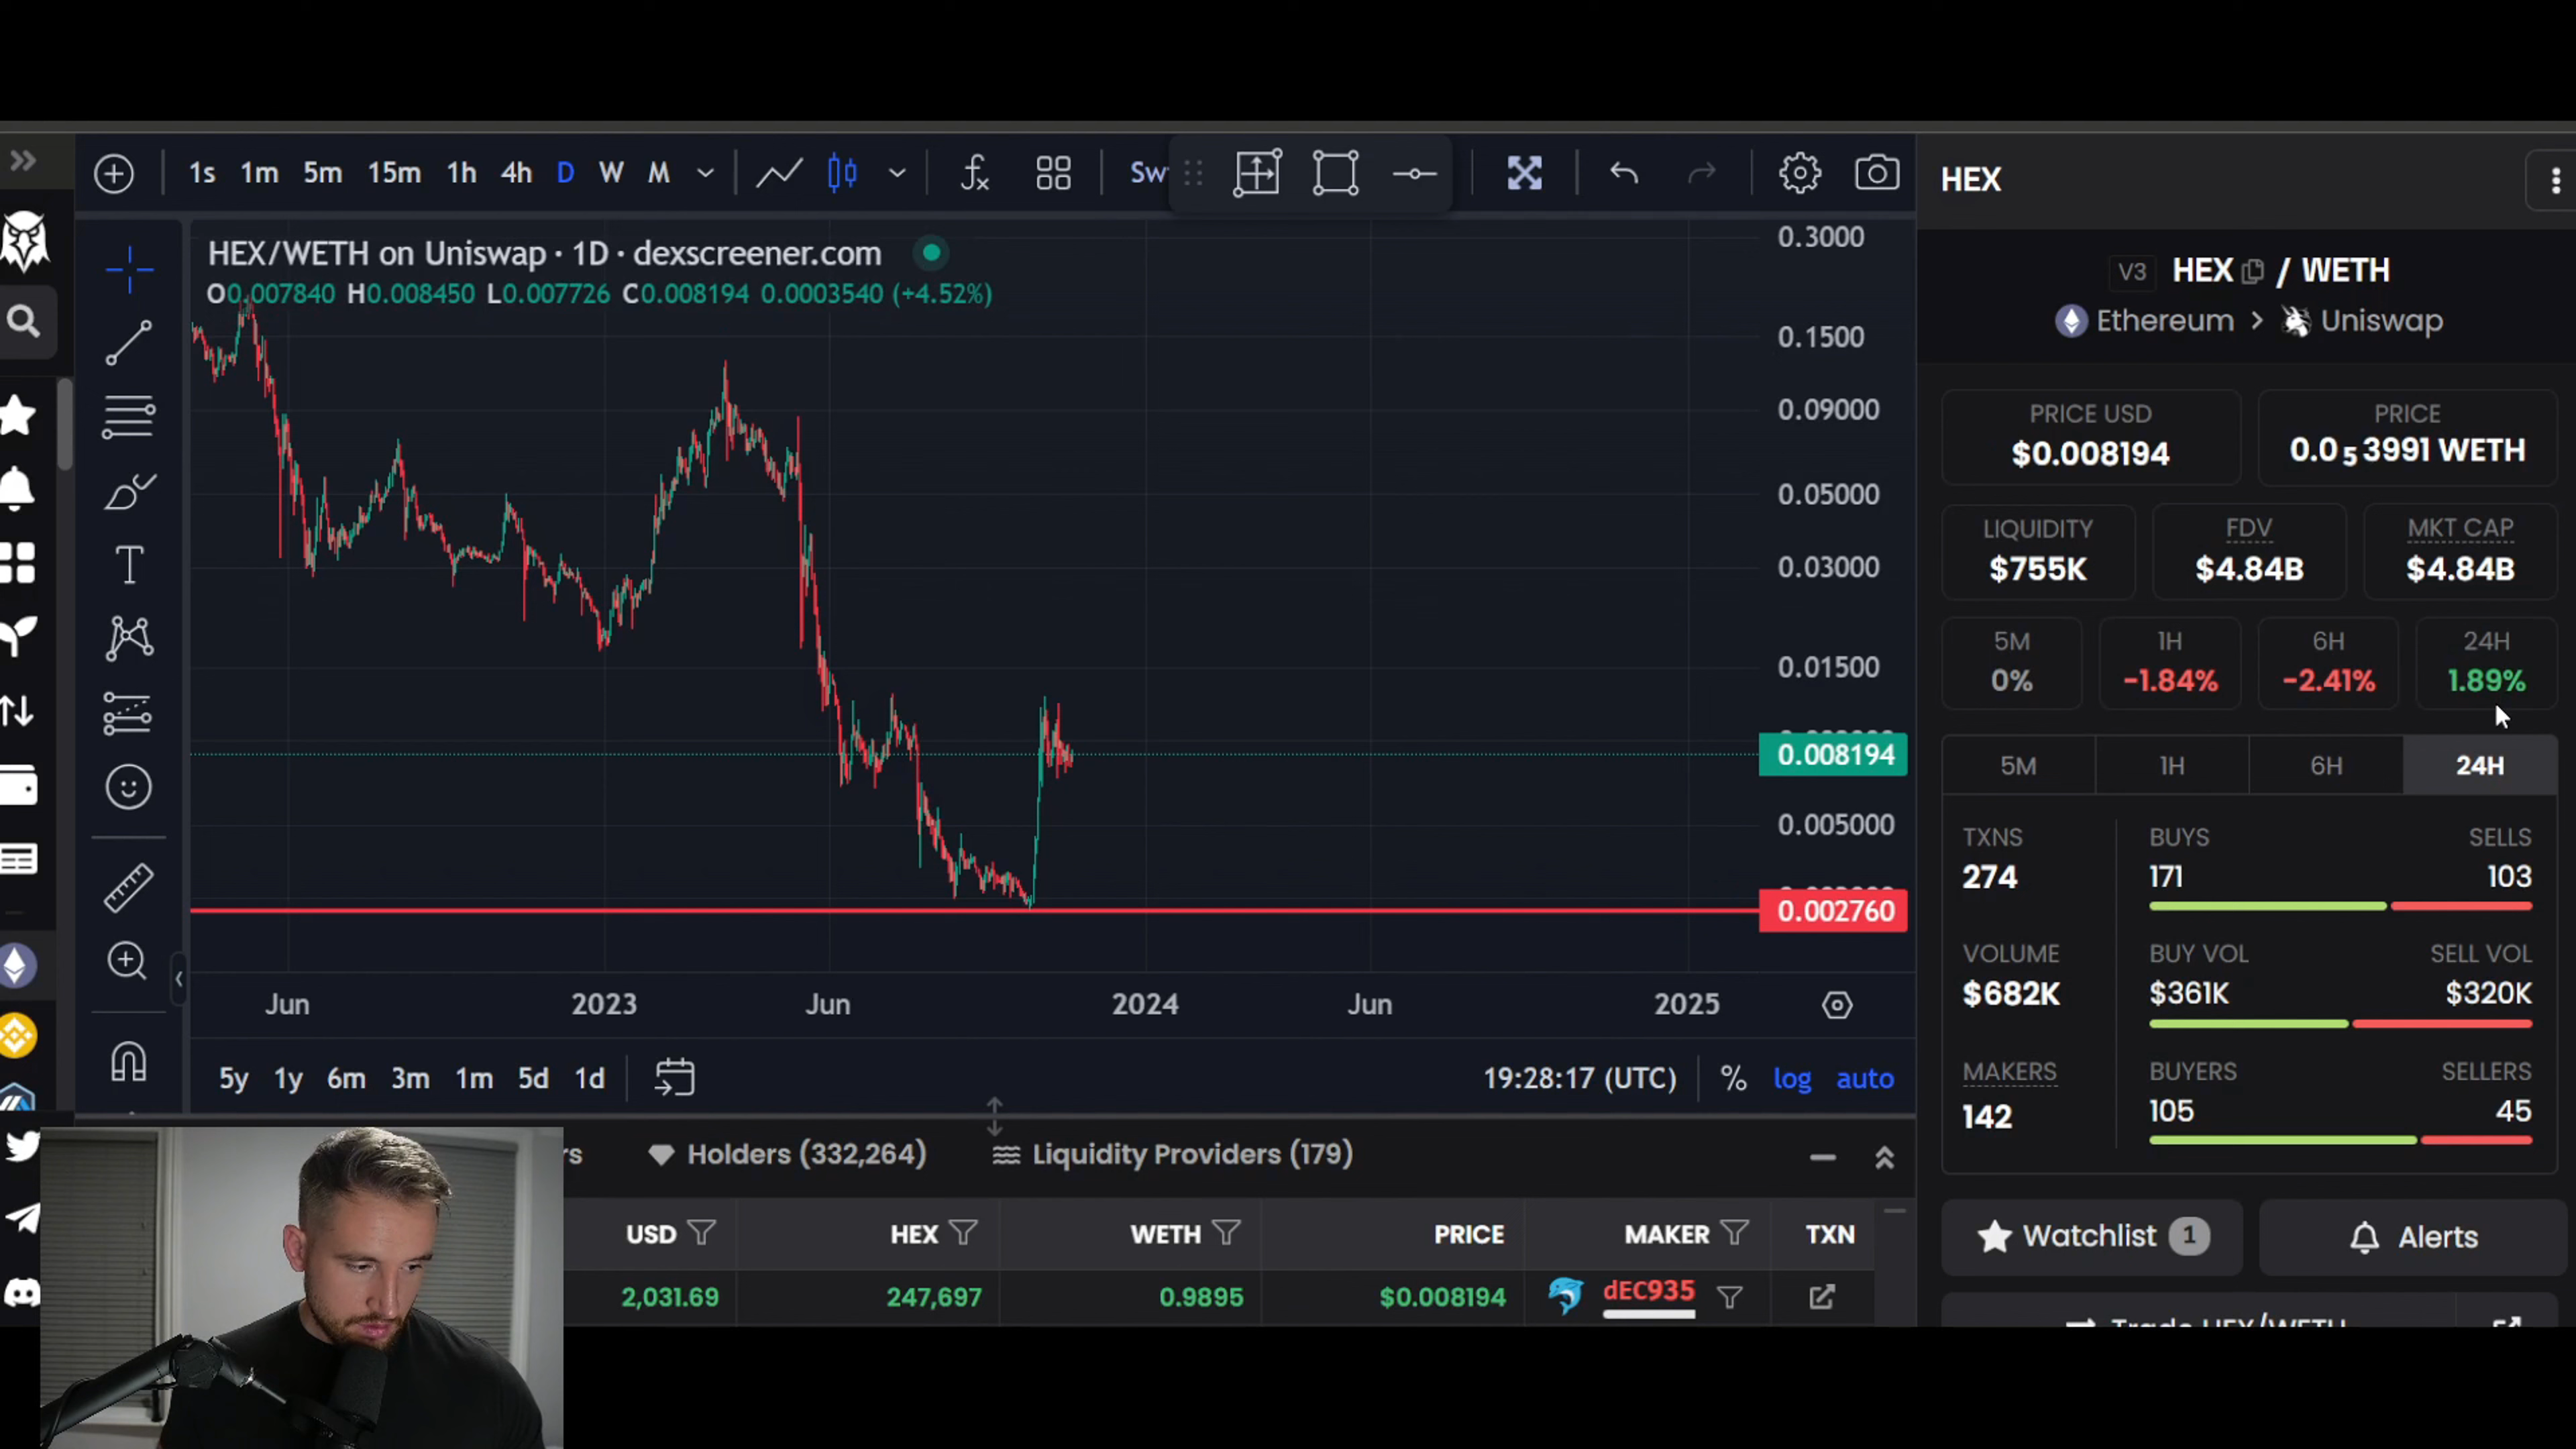 1s 1m 5m 15m 1h 4h D W M Sw
HEX
HEX/WETH on Uniswap · 1D · dexscreener.com
O0.007840 H0.008450 L0.007726 C0.008194 0.0003540 (+4.52%)
0.3000
0.1500
0.09000
0.05000
0.03000
0.01500
0.008194
0.005000
0.002760
Jun 2023 Jun 2024 Jun 2025
5y 1y 6m 3m 1m 5d 1d
19:28:17 (UTC) % log auto
V3 HEX / WETH
Ethereum > Uniswap
PRICE USD PRICE
$0.008194 0.0₅3991 WETH
LIQUIDITY FDV MKT CAP
$755K $4.84B $4.84B
5M 1H 6H 24H
0% -1.84% -2.41% 1.89%
5M 1H 6H 24H
TXNS BUYS SELLS
274 171 103
VOLUME BUY VOL SELL VOL
$682K $361K $320K
MAKERS BUYERS SELLERS
142 105 45
Watchlist 1 Alerts
Trade HEX/WETH
rs Holders (332,264) Liquidity Providers (179)
USD HEX WETH PRICE MAKER TXN
2,031.69 247,697 0.9895 $0.008194 dEC935